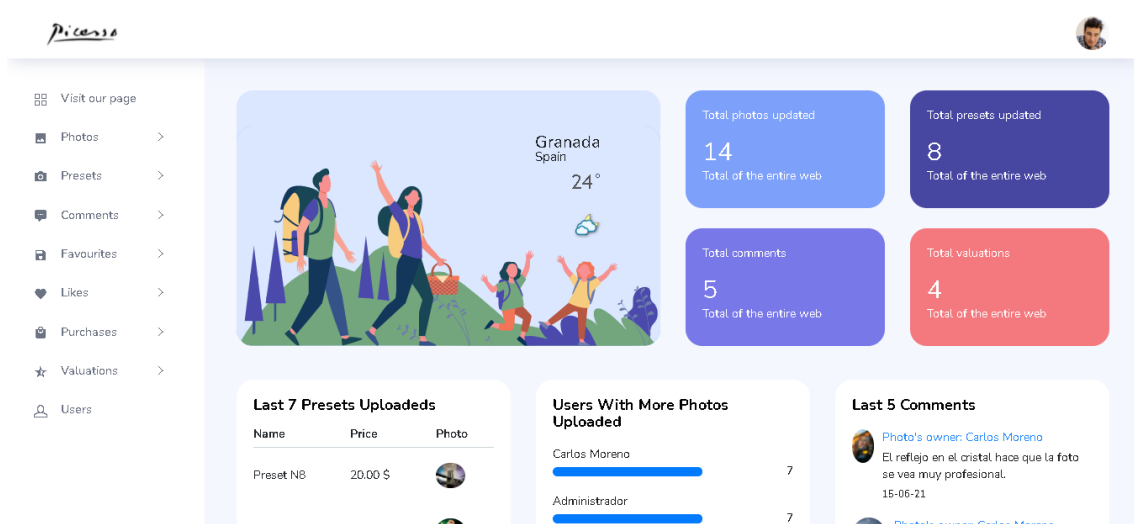 Picasso
Visit our page
Photos
Presets
Comments
Favourites
Likes
Purchases
Valuations
Users
Granada
Spain
24°
Total photos updated
14
Total of the entire web
Total presets updated
8
Total of the entire web
Total comments
5
Total of the entire web
Total valuations
4
Total of the entire web
Last 7 Presets Uploadeds
Name Price Photo
Preset N8 20.00 $
Users With More Photos
Uploaded
Carlos Moreno
7
Administrador
7
Last 5 Comments
Photo's owner: Carlos Moreno
El reflejo en el cristal hace que la foto
se vea muy profesional.
15-06-21
Photo's owner: Carlos Moreno